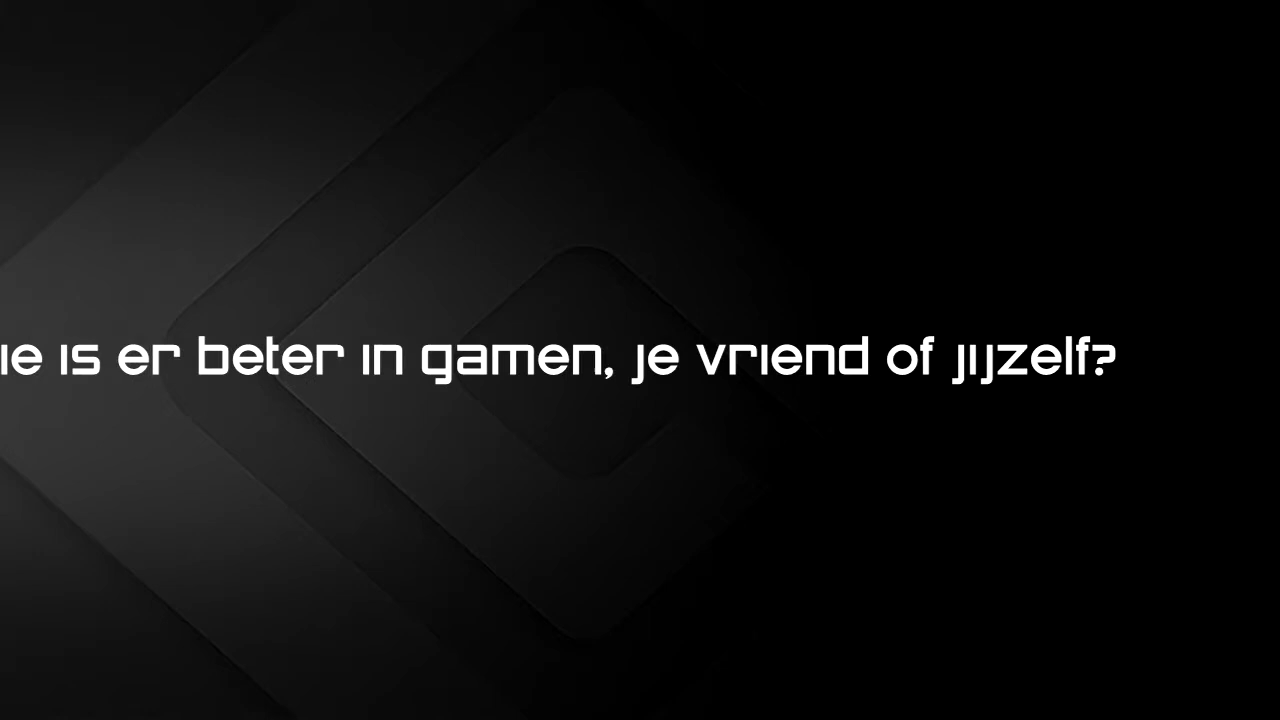 ie is er beter in gamen, je vriend of jijzelf?